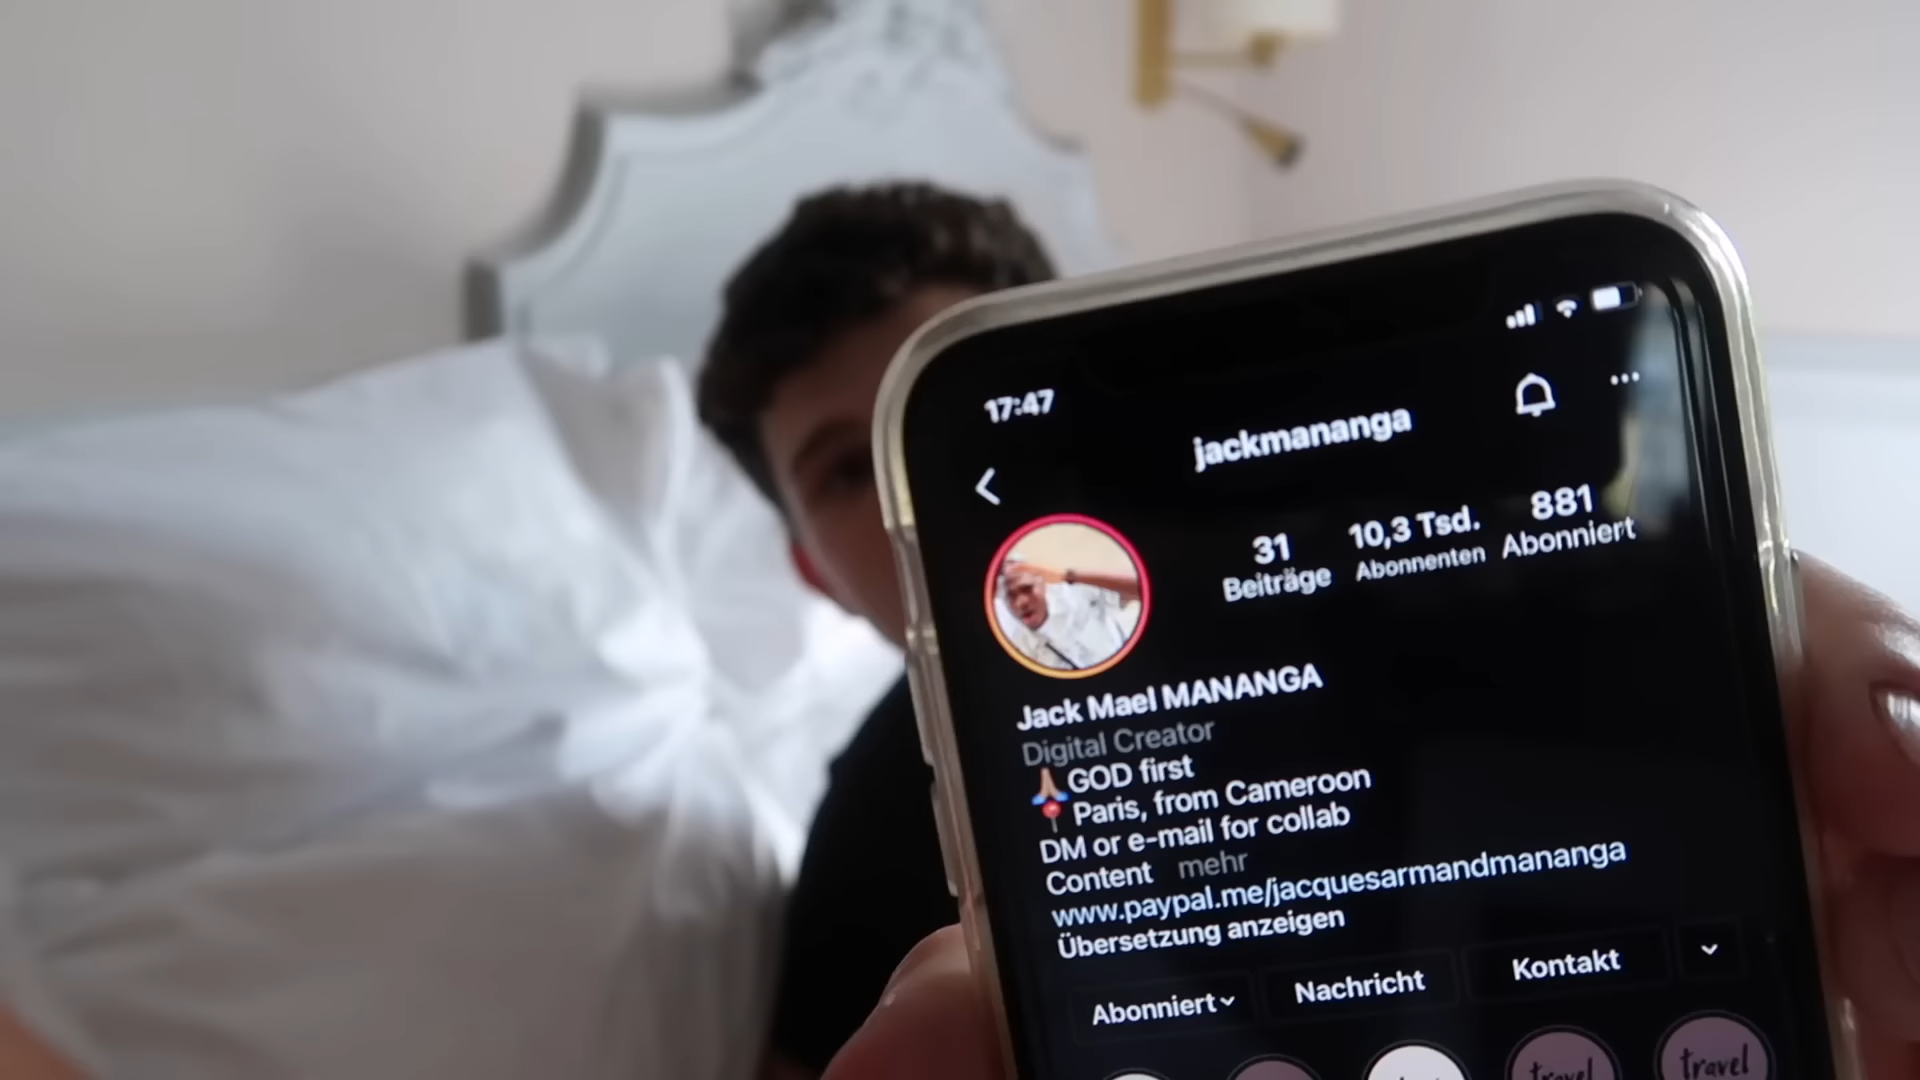 17:47
jackmananga
31 10,3 Tsd. 881
Beiträge Abonnenten Abonniert
Jack Mael MANANGA
Digital Creator
🙏GOD first
📍 Paris, from Cameroon
DM or e-mail for collab
Content mehr
www.paypal.me/jacquesarmandmananga
Übersetzung anzeigen
Abonniert Nachricht Kontakt
travel travel